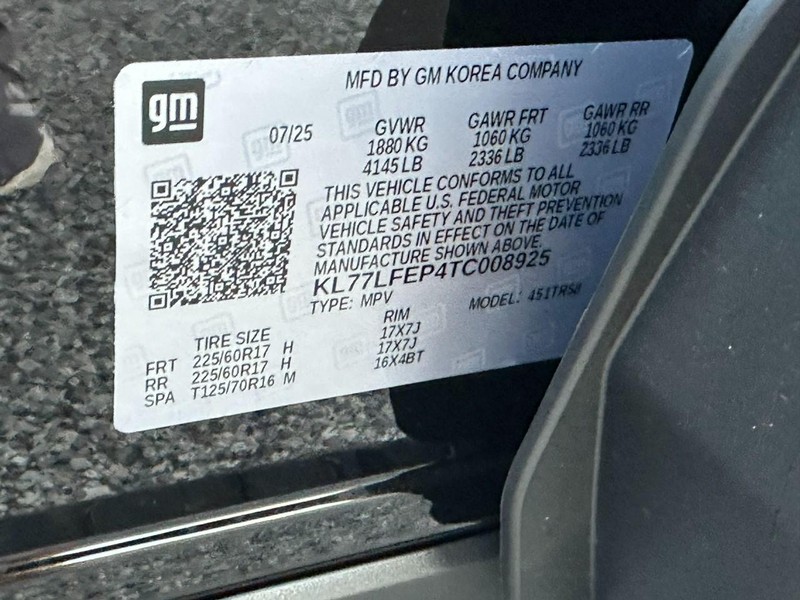 MFD BY GM KOREA COMPANY
gm
07/25
GVWR GAWR FRT GAWR RR
1880 KG 1060 KG 1060 KG
4145 LB 2336 LB 2336 LB
THIS VEHICLE CONFORMS TO ALL
APPLICABLE U.S. FEDERAL MOTOR
VEHICLE SAFETY AND THEFT PREVENTION
STANDARDS IN EFFECT ON THE DATE OF
MANUFACTURE SHOWN ABOVE.
KL77LFEP4TC008925
TYPE: MPV MODEL: 451TR58
TIRE SIZE RIM
FRT 225/60R17 H 17X7J
RR 225/60R17 H 17X7J
SPA T125/70R16 M 16X4BT